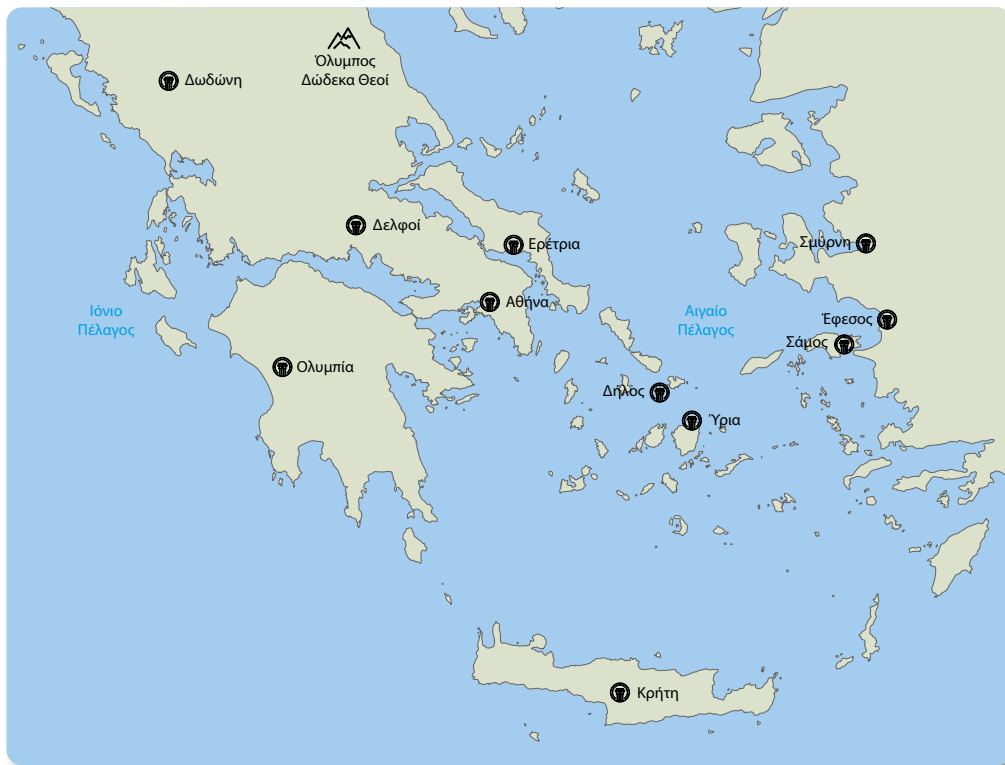 Όλυμπος
Δώδεκα Θεοί
Δωδώνη
Δελφοί
Ερέτρια
Σμύρνη
Αθήνα
Ιόνιο
Πέλαγος
Αιγαίο
Πέλαγος
Έφεσος
Σάμος
Ολυμπία
Δήλος
Ύρια
Κρήτη